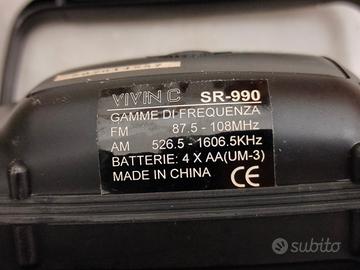 VIVIN C SR-990
GAMME DI FREQUENZA
FM 87.5 - 108MHz
AM 526.5 - 1606.5KHz
BATTERIE: 4 X AA(UM-3)
MADE IN CHINA CE
subito